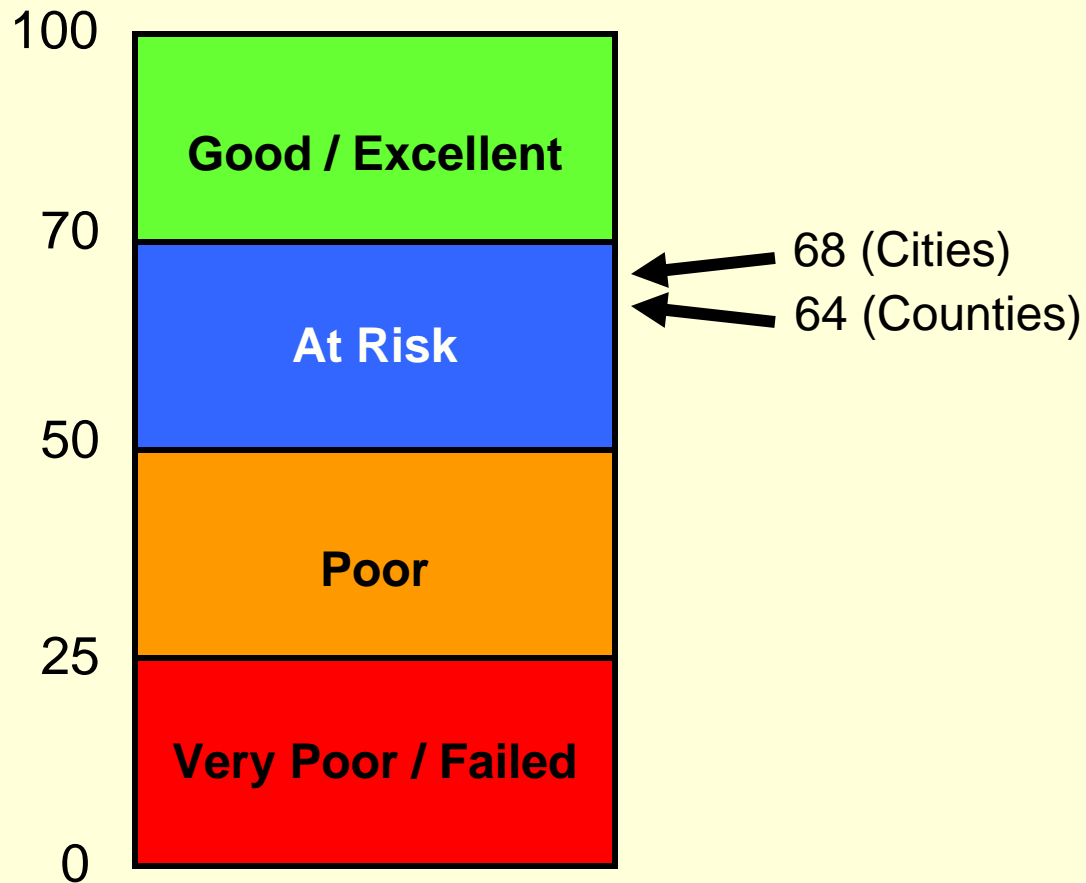 100
Good / Excellent
70
68 (Cities)
64 (Counties)
At Risk
50
Poor
25
Very Poor / Failed
0